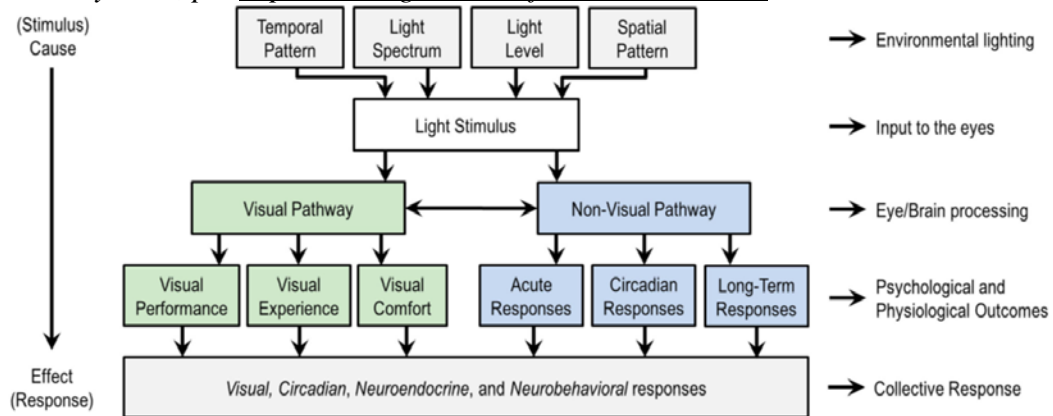 (Stimulus)
Cause
Temporal
Pattern
Light
Spectrum
Light
Level
Spatial
Pattern
Environmental lighting
Light Stimulus
Input to the eyes
Visual Pathway
Non-Visual Pathway
Eye/Brain processing
Visual
Performance
Visual
Experience
Visual
Comfort
Acute
Responses
Circadian
Responses
Long-Term
Responses
Psychological and
Physiological Outcomes
Effect
(Response)
Visual, Circadian, Neuroendocrine, and Neurobehavioral responses
Collective Response